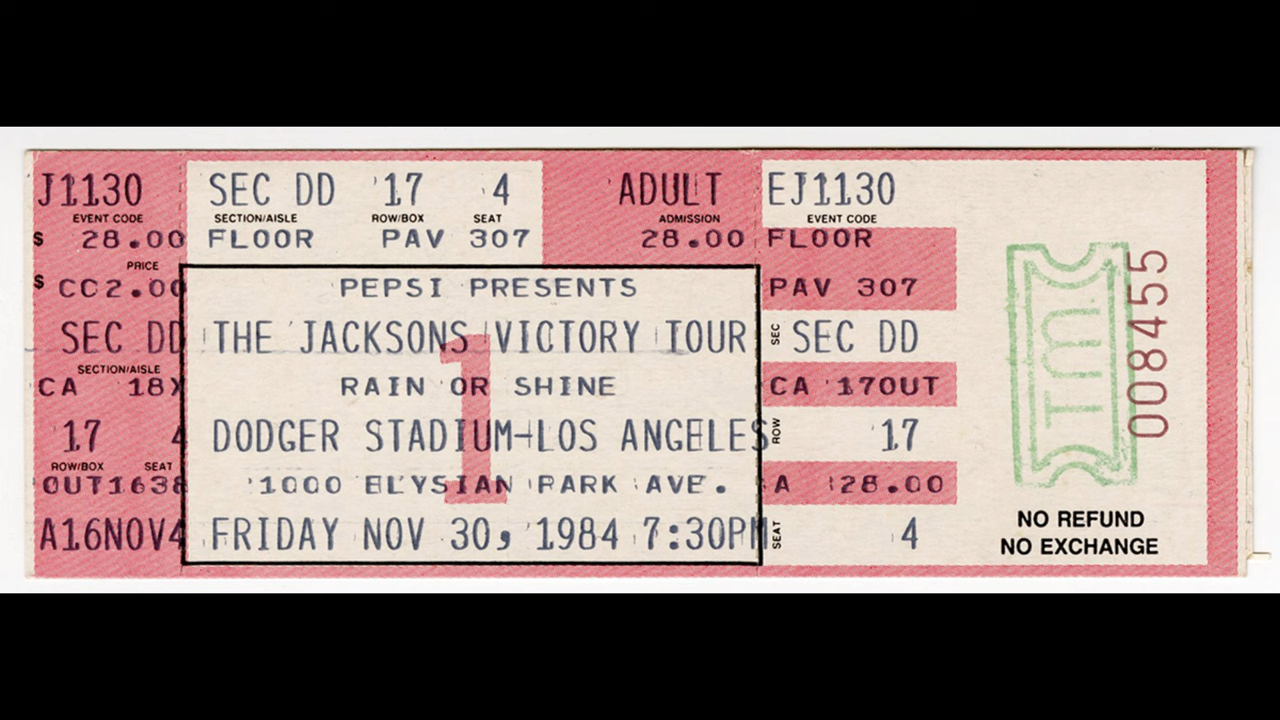 J1130 SEC DD 17 4 ADULT EJ1130
EVENT CODE SECTION/AISLE ROW/BOX SEAT ADMISSION EVENT CODE
$ 28.00 FLOOR PAV 307 28.00 FLOOR
PRICE
$ CC2.00 PEPSI PRESENTS PAV 307
SEC DD THE JACKSONS VICTORY TOUR SEC SEC DD
SECTION/AISLE
CA 18X RAIN OR SHINE CA 17OUT
17 4 DODGER STADIUM-LOS ANGELES ROW 17
ROW/BOX SEAT
OUT1638 1000 ELYSIAN PARK AVE. A 28.00
A16NOV4 FRIDAY NOV 30, 1984 7:30PM SEAT 4
1
TM
008455
NO REFUND
NO EXCHANGE